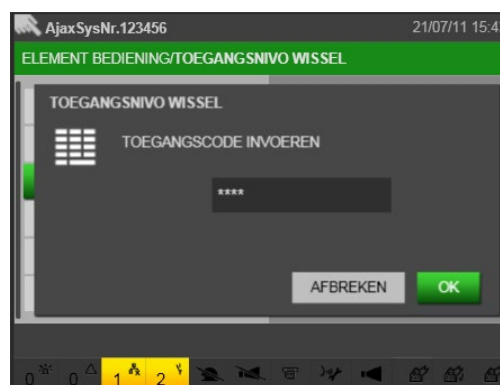 AjaxSysNr.123456 21/07/11 15:4
ELEMENT BEDIENING/TOEGANGSNIVO WISSEL
TOEGANGSNIVO WISSEL
TOEGANGSCODE INVOEREN
****
AFBREKEN OK
0 0 1 2